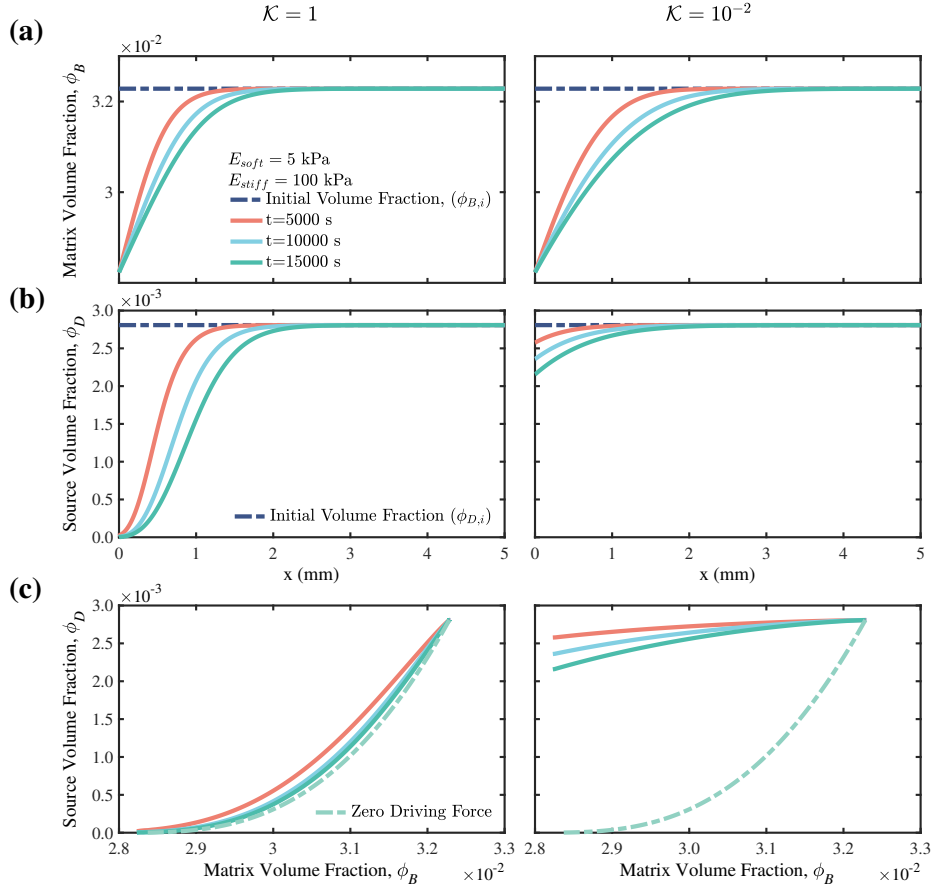 𝒦 = 1
𝒦 = 10⁻²
(a)
×10⁻²
Matrix Volume Fraction, ϕ_B
3.2
3
E_soft = 5 kPa
E_stiff = 100 kPa
Initial Volume Fraction, (ϕ_B,i)
t=5000 s
t=10000 s
t=15000 s
(b)
×10⁻³
Source Volume Fraction, ϕ_D
3.0
2.5
2.0
1.5
1.0
0.5
0.0
Initial Volume Fraction (ϕ_D,i)
0 1 2 3 4 5
x (mm)
0 1 2 3 4 5
x (mm)
(c)
×10⁻³
Source Volume Fraction, ϕ_D
3.0
2.5
2.0
1.5
1.0
0.5
0.0
Zero Driving Force
2.8 2.9 3.0 3.1 3.2 3.3
Matrix Volume Fraction, ϕ_B
×10⁻²
2.8 2.9 3.0 3.1 3.2 3.3
Matrix Volume Fraction, ϕ_B
×10⁻²